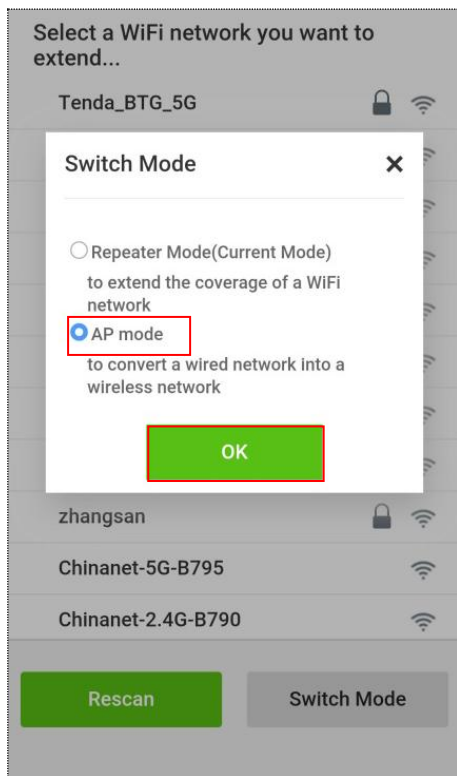 Select a WiFi network you want to
extend...
Tenda_BTG_5G
Switch Mode
Repeater Mode(Current Mode)
to extend the coverage of a WiFi
network
AP mode
to convert a wired network into a
wireless network
OK
zhangsan
Chinanet-5G-B795
Chinanet-2.4G-B790
Rescan
Switch Mode